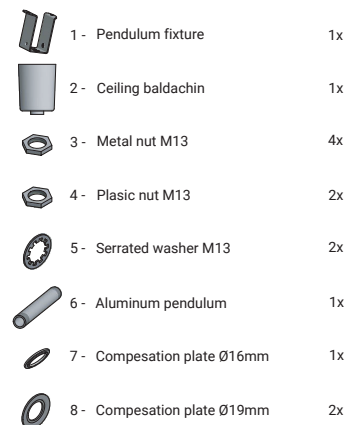 1 - Pendulum fixture 1x
2 - Ceiling baldachin 1x
3 - Metal nut M13 4x
4 - Plasic nut M13 2x
5 - Serrated washer M13 2x
6 - Aluminum pendulum 1x
7 - Compesation plate Ø16mm 1x
8 - Compesation plate Ø19mm 2x